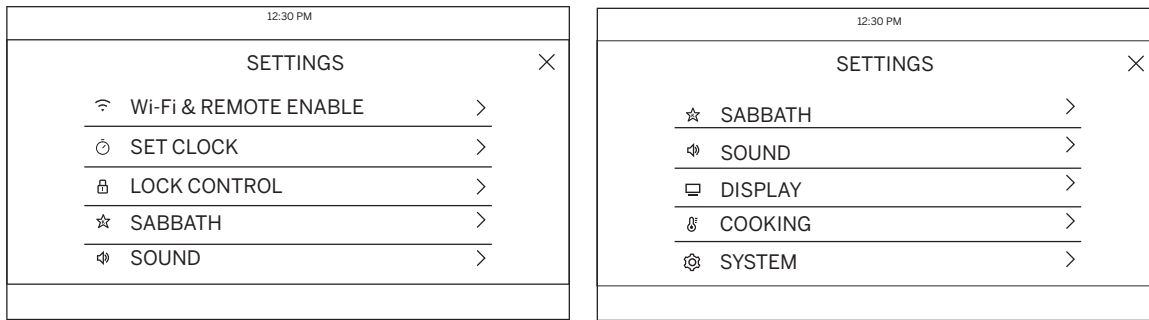 12:30 PM
SETTINGS
Wi-Fi & REMOTE ENABLE
SET CLOCK
LOCK CONTROL
SABBATH
SOUND
12:30 PM
SETTINGS
SABBATH
SOUND
DISPLAY
COOKING
SYSTEM